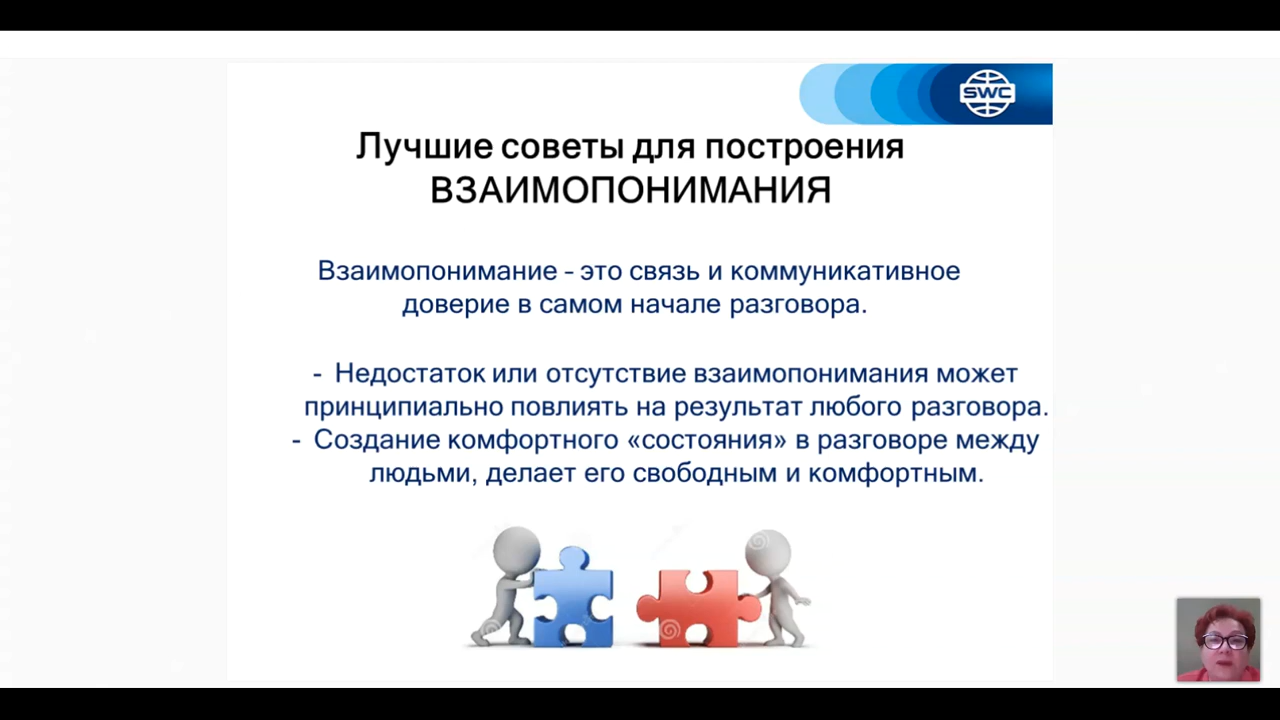 SWC
Лучшие советы для построения
ВЗАИМОПОНИМАНИЯ
Взаимопонимание - это связь и коммуникативное
доверие в самом начале разговора.
- Недостаток или отсутствие взаимопонимания может
принципиально повлиять на результат любого разговора.
- Создание комфортного «состояния» в разговоре между
людьми, делает его свободным и комфортным.